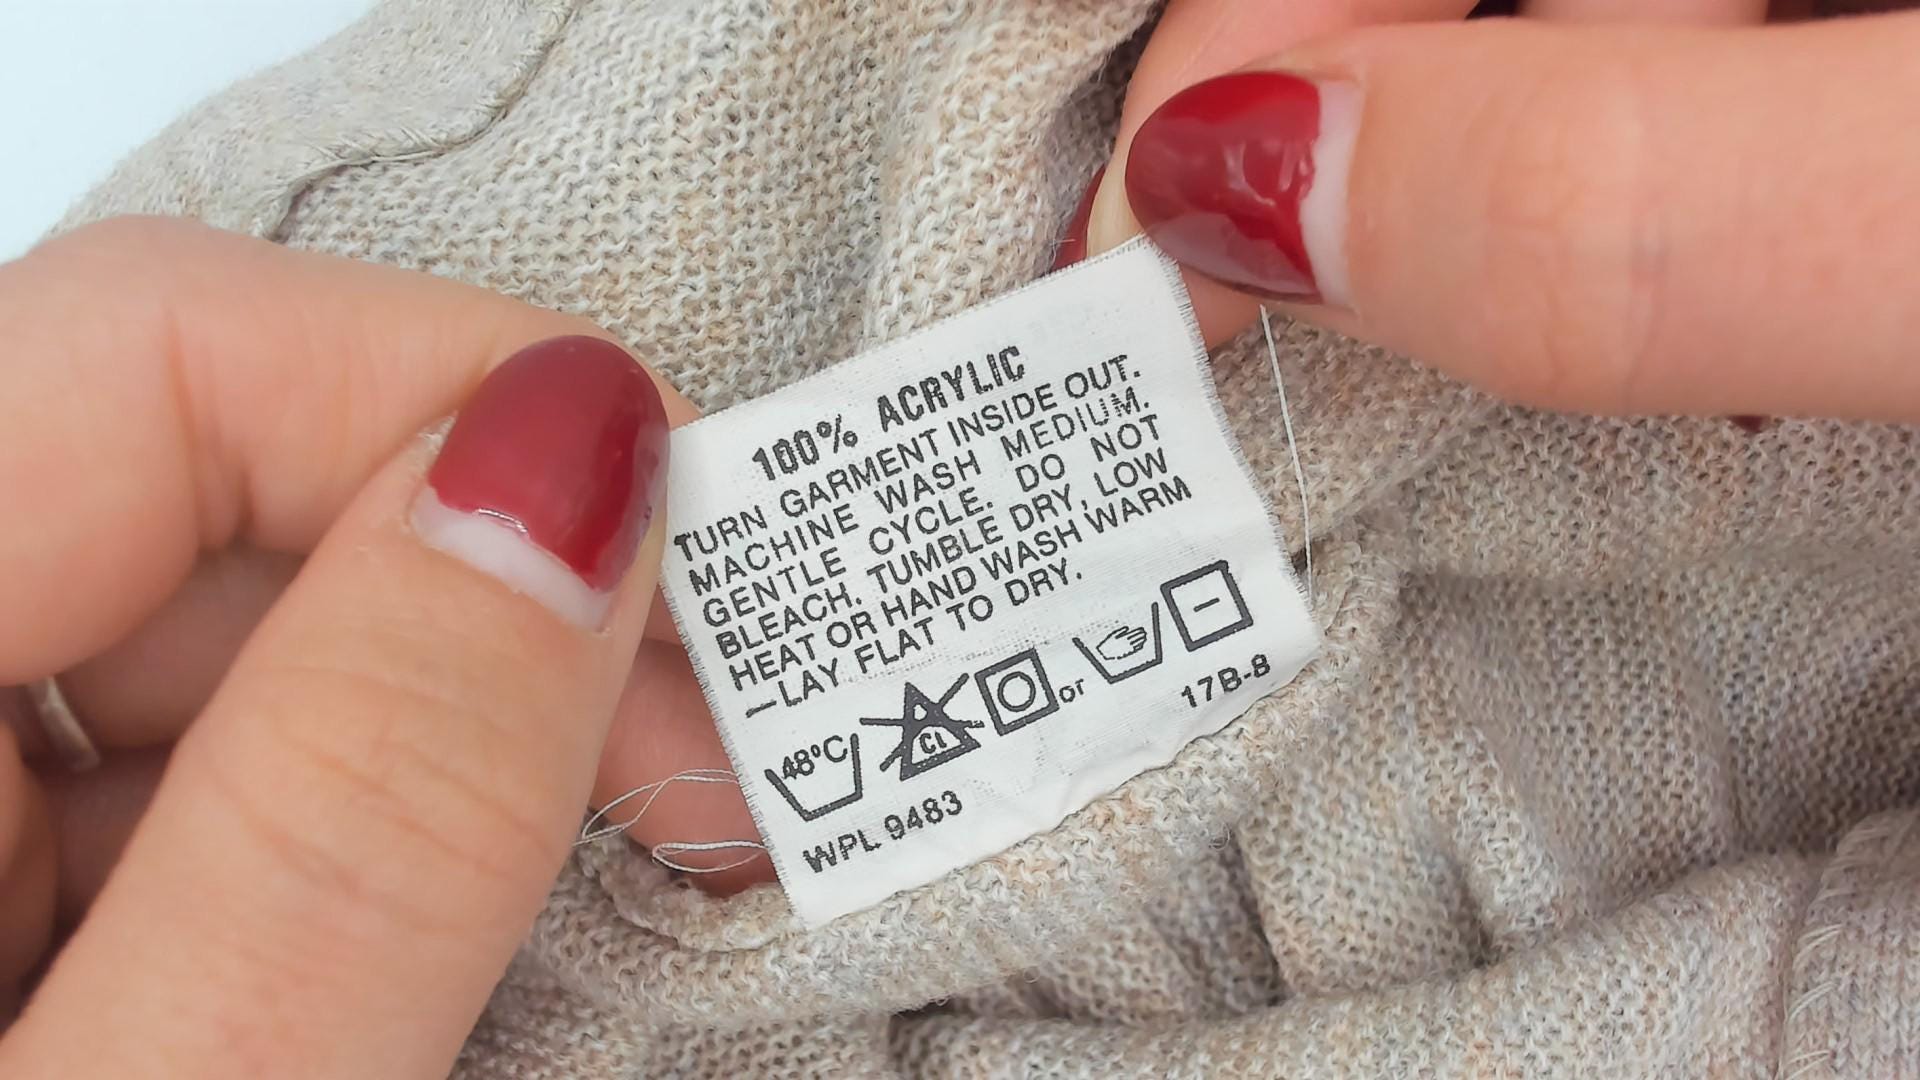 100% ACRYLIC
TURN GARMENT INSIDE OUT.
MACHINE WASH MEDIUM.
GENTLE CYCLE. DO NOT
BLEACH. TUMBLE DRY, LOW
HEAT OR HAND WASH WARM
—LAY FLAT TO DRY.
48°C CL or
WPL 9483 17B-8